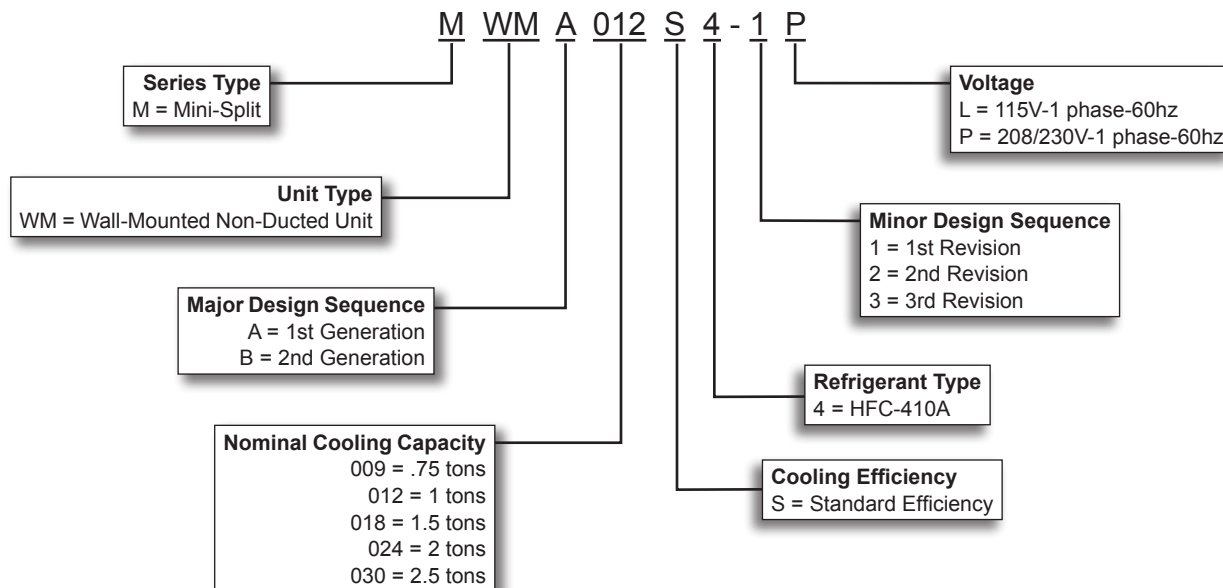 M WM A 012 S 4 - 1 P
Series Type
M = Mini-Split
Unit Type
WM = Wall-Mounted Non-Ducted Unit
Major Design Sequence
A = 1st Generation
B = 2nd Generation
Nominal Cooling Capacity
009 = .75 tons
012 = 1 tons
018 = 1.5 tons
024 = 2 tons
030 = 2.5 tons
Voltage
L = 115V-1 phase-60hz
P = 208/230V-1 phase-60hz
Minor Design Sequence
1 = 1st Revision
2 = 2nd Revision
3 = 3rd Revision
Refrigerant Type
4 = HFC-410A
Cooling Efficiency
S = Standard Efficiency